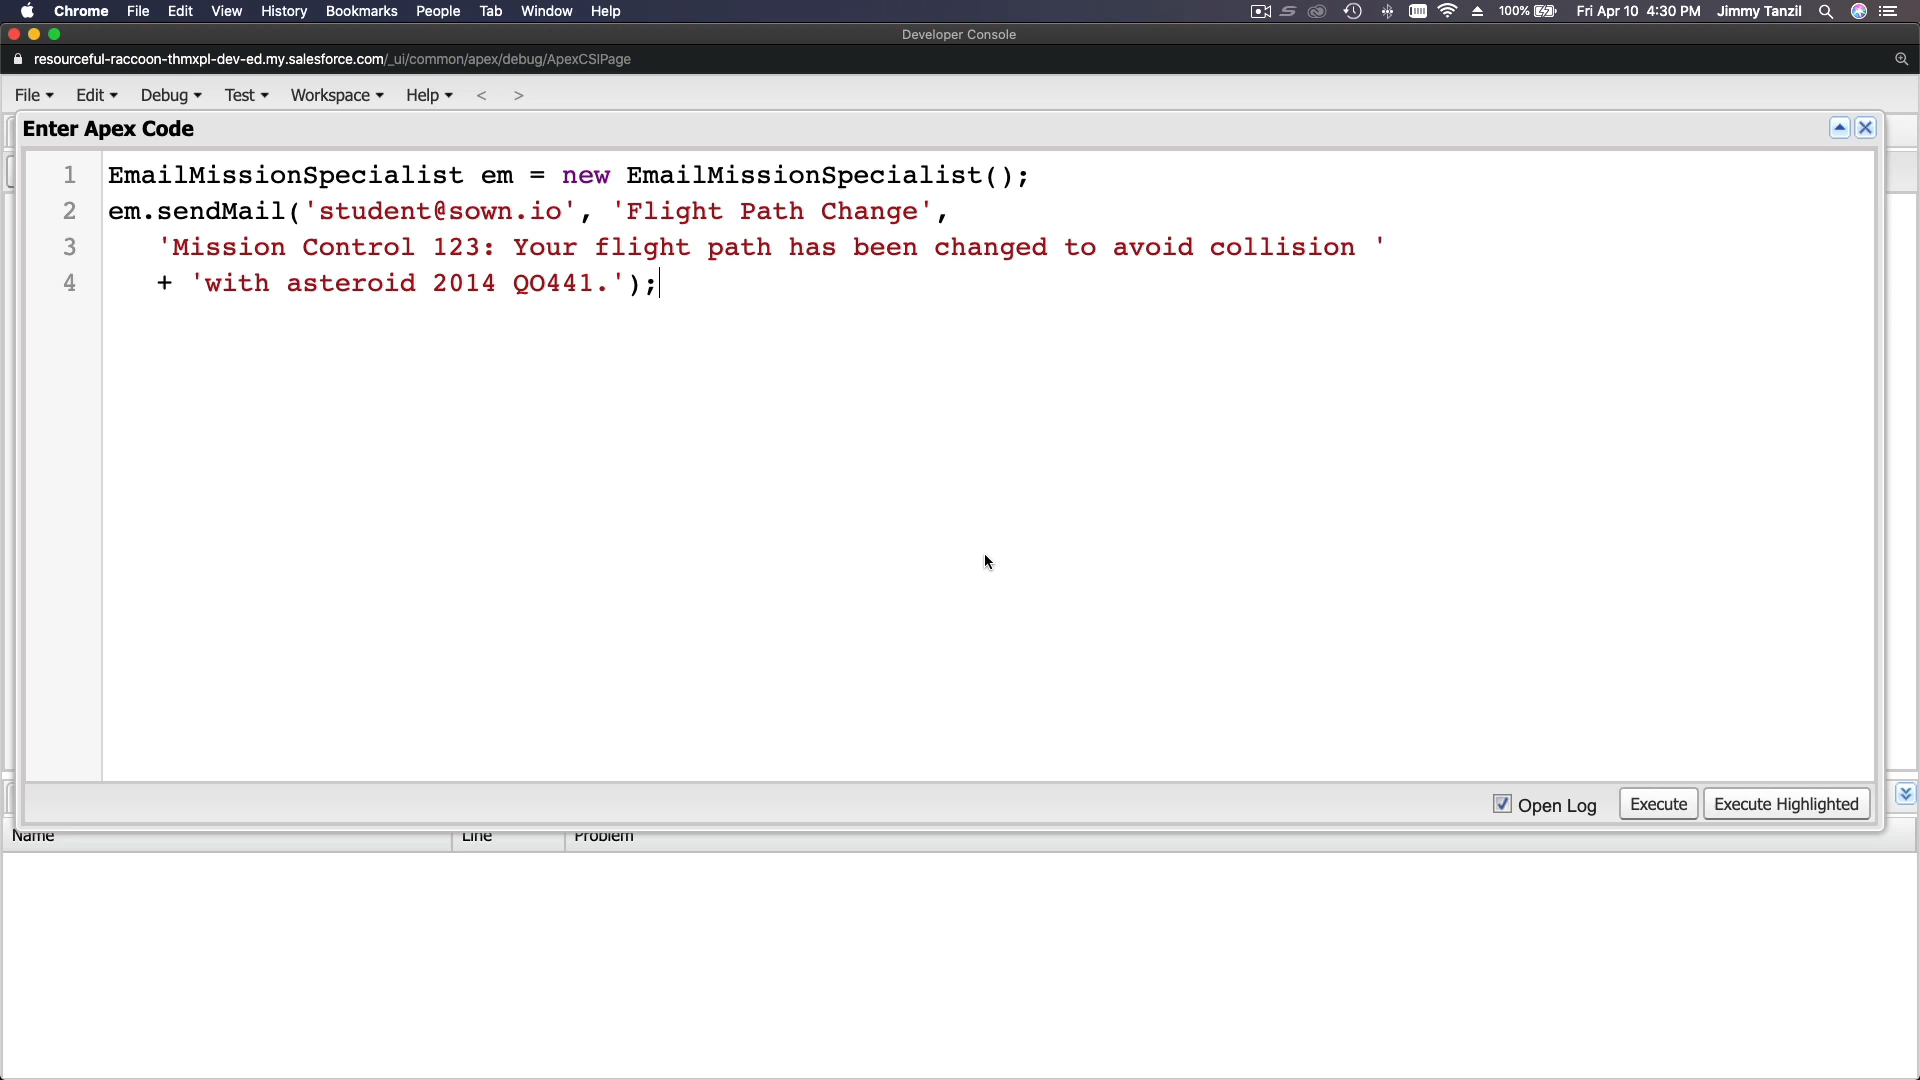 Chrome File Edit View History Bookmarks People Tab Window Help 100% Fri Apr 10 4:30 PM Jimmy Tanzil
Developer Console
resourceful-raccoon-thmxpl-dev-ed.my.salesforce.com/_ui/common/apex/debug/ApexCSIPage
File Edit Debug Test Workspace Help < >
Enter Apex Code
1 EmailMissionSpecialist em = new EmailMissionSpecialist();
2 em.sendMail('student@sown.io', 'Flight Path Change',
3 'Mission Control 123: Your flight path has been changed to avoid collision '
4 + 'with asteroid 2014 QO441.');
Open Log Execute Execute Highlighted
Name Line Problem